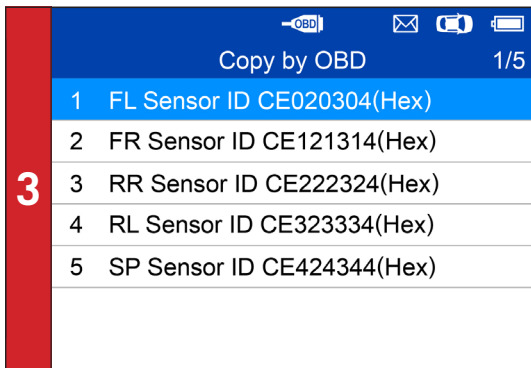 OBD
Copy by OBD 1/5
1 FL Sensor ID CE020304(Hex)
2 FR Sensor ID CE121314(Hex)
3 RR Sensor ID CE222324(Hex)
4 RL Sensor ID CE323334(Hex)
5 SP Sensor ID CE424344(Hex)
3